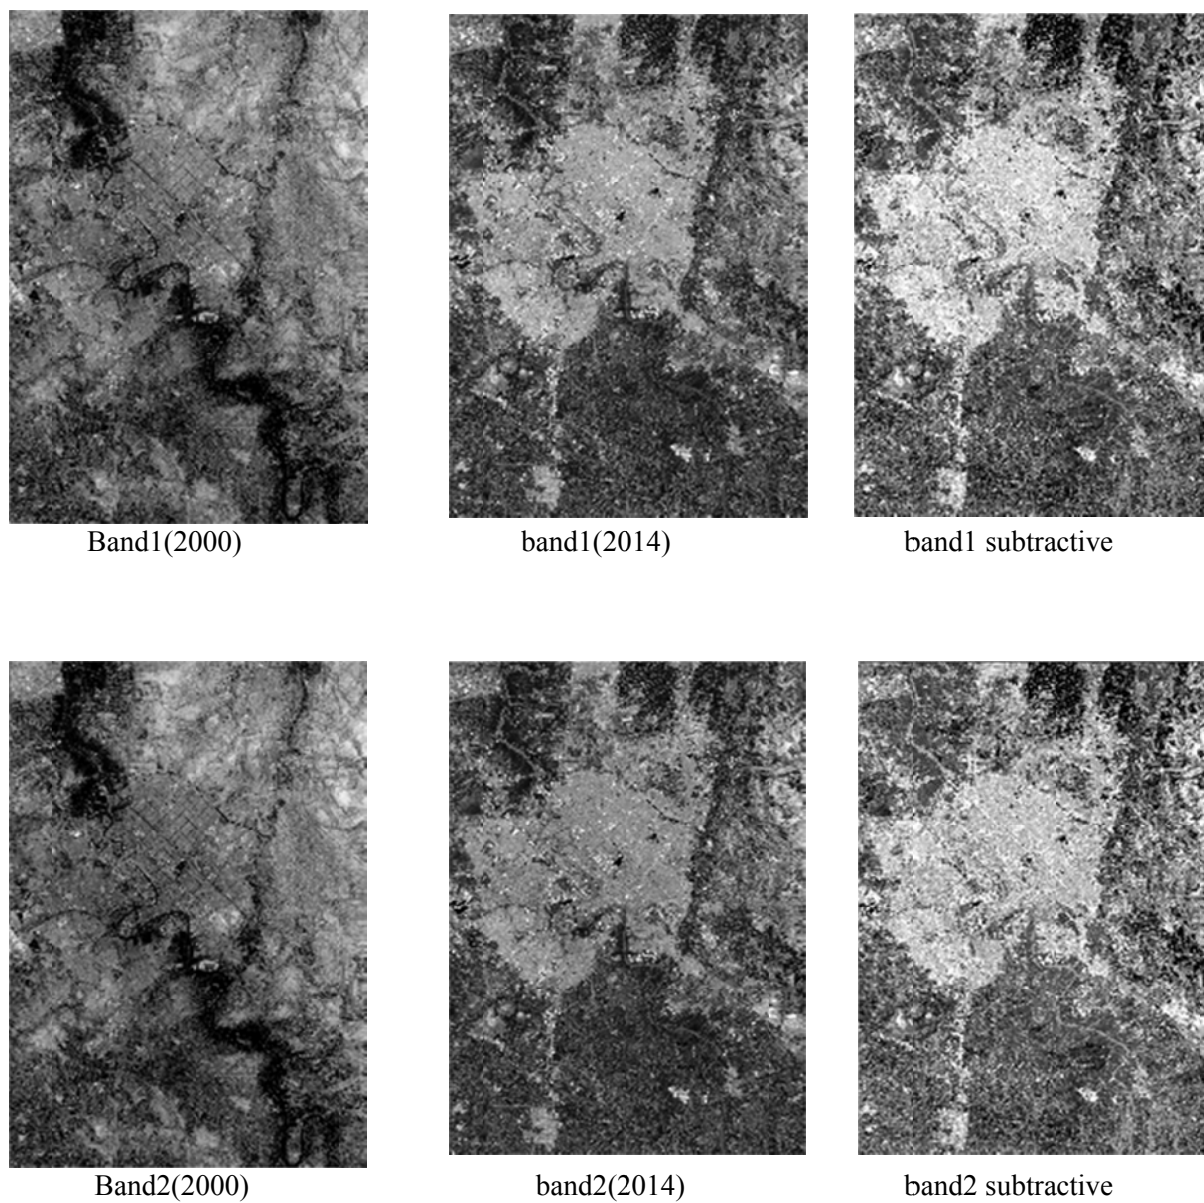 Band1(2000)
band1(2014)
band1 subtractive
Band2(2000)
band2(2014)
band2 subtractive